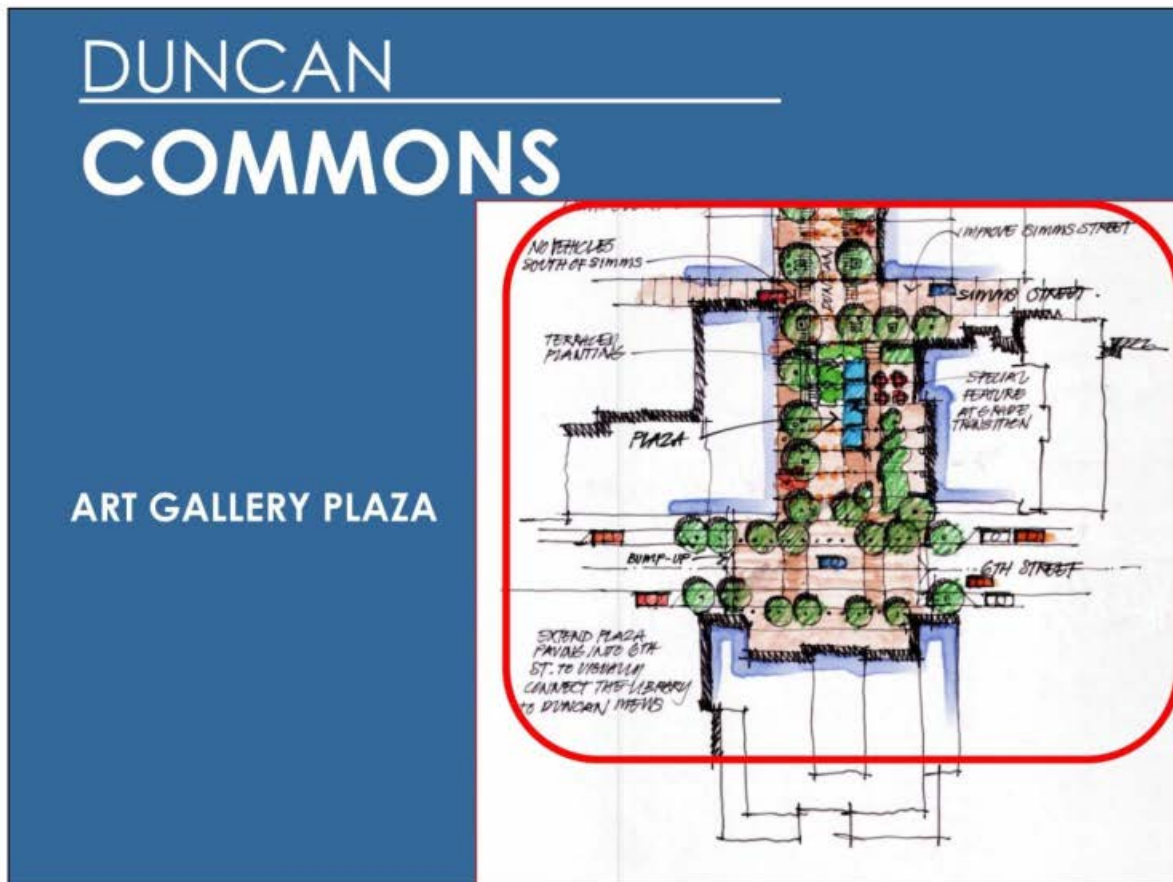 DUNCAN
COMMONS
ART GALLERY PLAZA
NO VEHICLES
SOUTH OF SIMMS
IMPROVE SIMMS STREET
DUNCAN
SIMMS STREET.
TERRACED
PLANTING
SPECIAL
FEATURE
AT GRADE
TRANSITION
PLAZA
BUMP-UP
6TH STREET
EXTEND PLAZA
PAVING INTO 6TH
ST. TO VISUALLY
CONNECT THE LIBRARY
TO DUNCAN MEWS